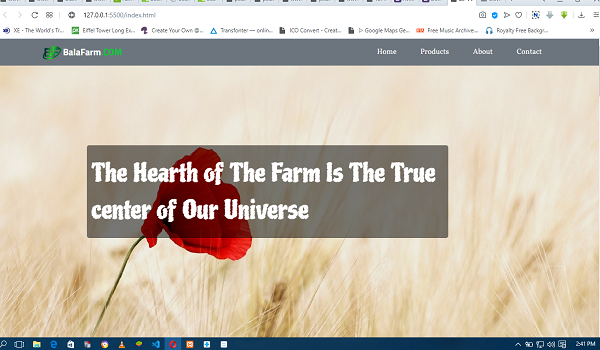 127.0.0.1:5500/index.html
XE - The World's Tr...
Eiffel Tower Long Ex...
Create Your Own @...
Transfonter — onlin...
ICO Convert - Creat...
Google Maps Ge...
Free Music Archive...
Royalty Free Backgr...
BalaFarm.COM
Home
Products
About
Contact
The Hearth of The Farm Is The True
center of Our Universe
2:41 PM